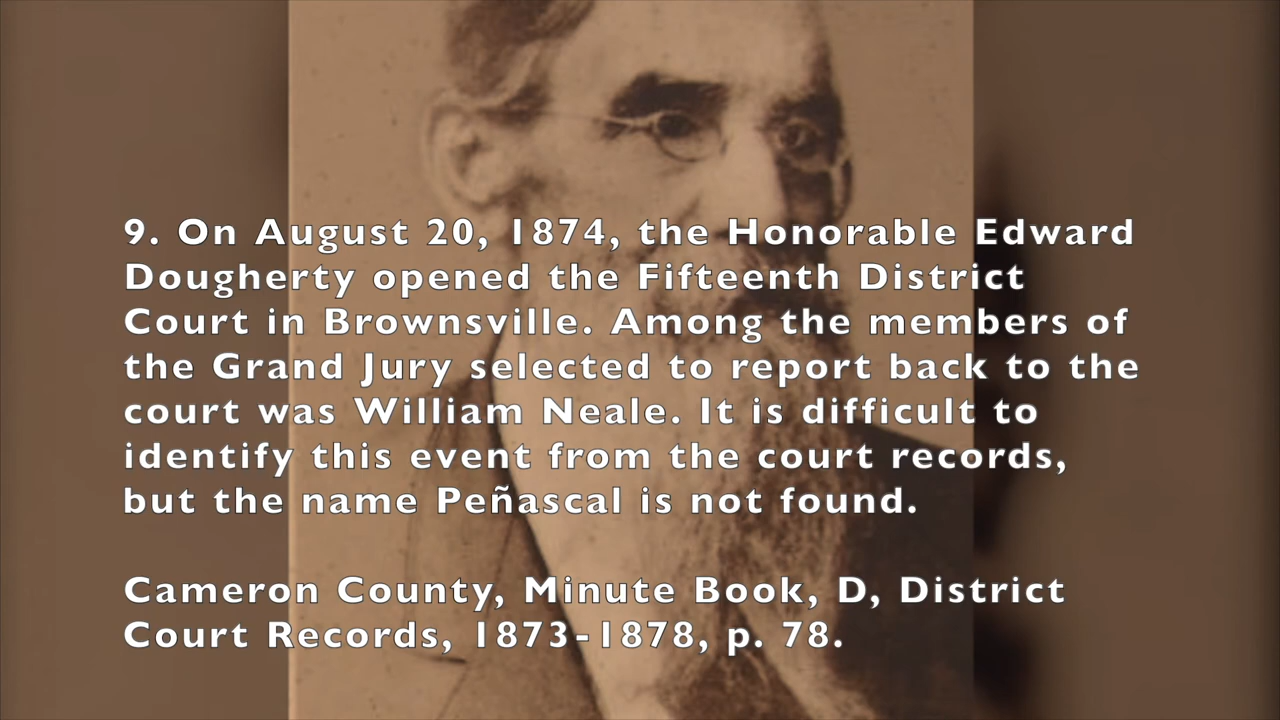 9. On August 20, 1874, the Honorable Edward
Dougherty opened the Fifteenth District
Court in Brownsville. Among the members of
the Grand Jury selected to report back to the
court was William Neale. It is difficult to
identify this event from the court records,
but the name Peñascal is not found.
Cameron County, Minute Book, D, District
Court Records, 1873-1878, p. 78.